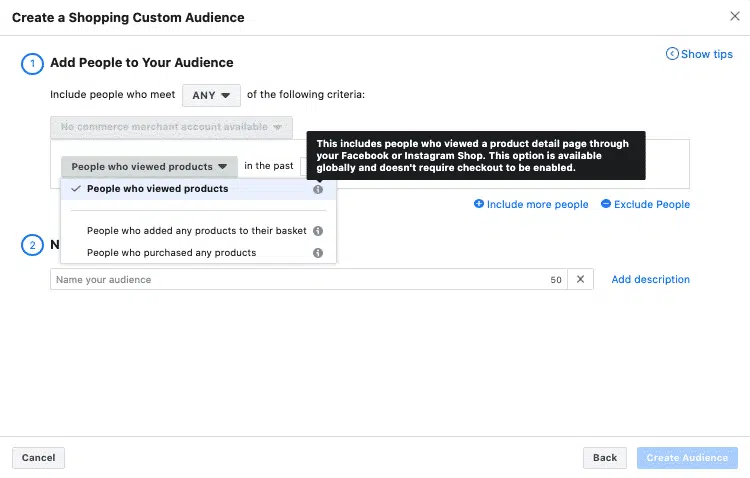 Create a Shopping Custom Audience
Show tips
1 Add People to Your Audience
Include people who meet ANY of the following criteria:
No commerce merchant account available
This includes people who viewed a product detail page through
your Facebook or Instagram Shop. This option is available
globally and doesn't require checkout to be enabled.
People who viewed products in the past
People who viewed products
Include more people Exclude People
People who added any products to their basket
2 N
People who purchased any products
Name your audience 50 Add description
Cancel Back Create Audience